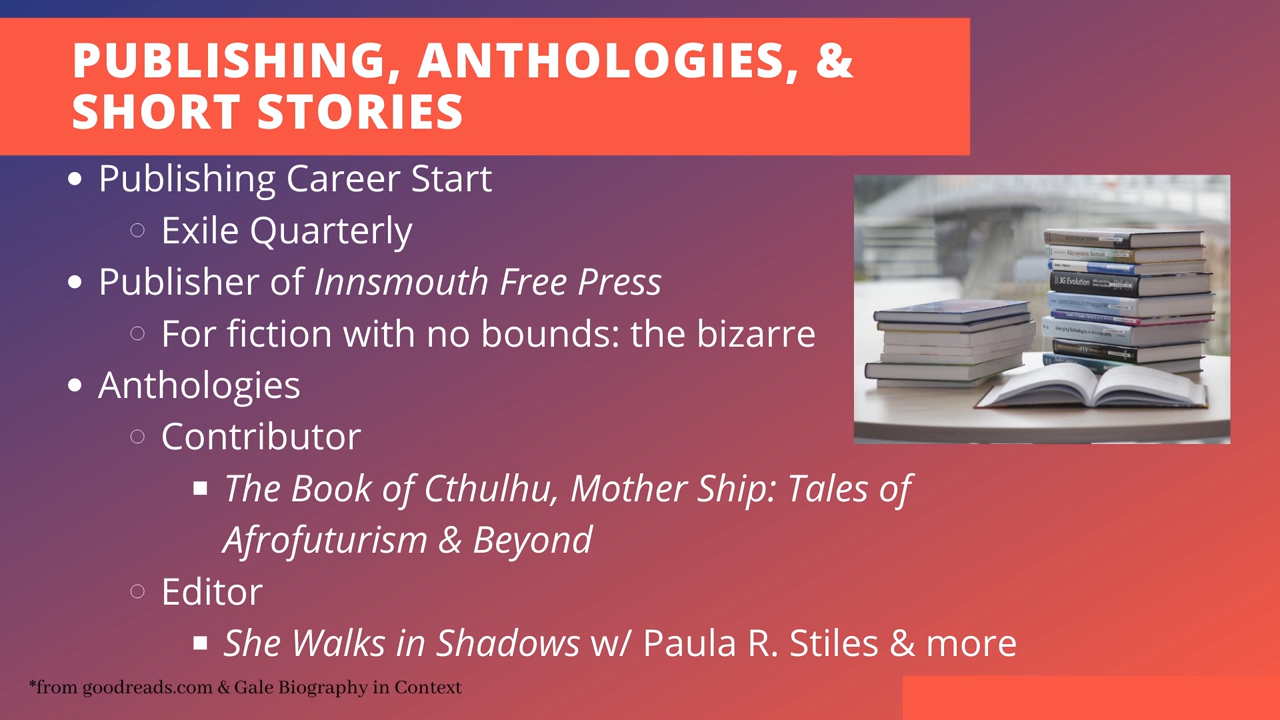 PUBLISHING, ANTHOLOGIES, &
SHORT STORIES
Publishing Career Start
Exile Quarterly
Publisher of Innsmouth Free Press
For fiction with no bounds: the bizarre
Anthologies
Contributor
The Book of Cthulhu, Mother Ship: Tales of
Afrofuturism & Beyond
Editor
She Walks in Shadows w/ Paula R. Stiles & more
*from goodreads.com & Gale Biography in Context
3G Evolution